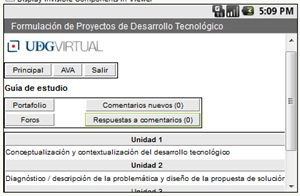 Display Invisible Components in Viewer
5:09 PM
Formulación de Proyectos de Desarrollo Tecnológico
UDGVIRTUAL
Principal AVA Salir
Guía de estudio
Portafolio Comentarios nuevos (0)
Foros Respuestas a comentarios (0)
Unidad 1
Conceptualización y contextualización del desarrollo tecnológico
Unidad 2
Diagnóstico / descripción de la problemática y diseño de la propuesta de solución
Unidad 3